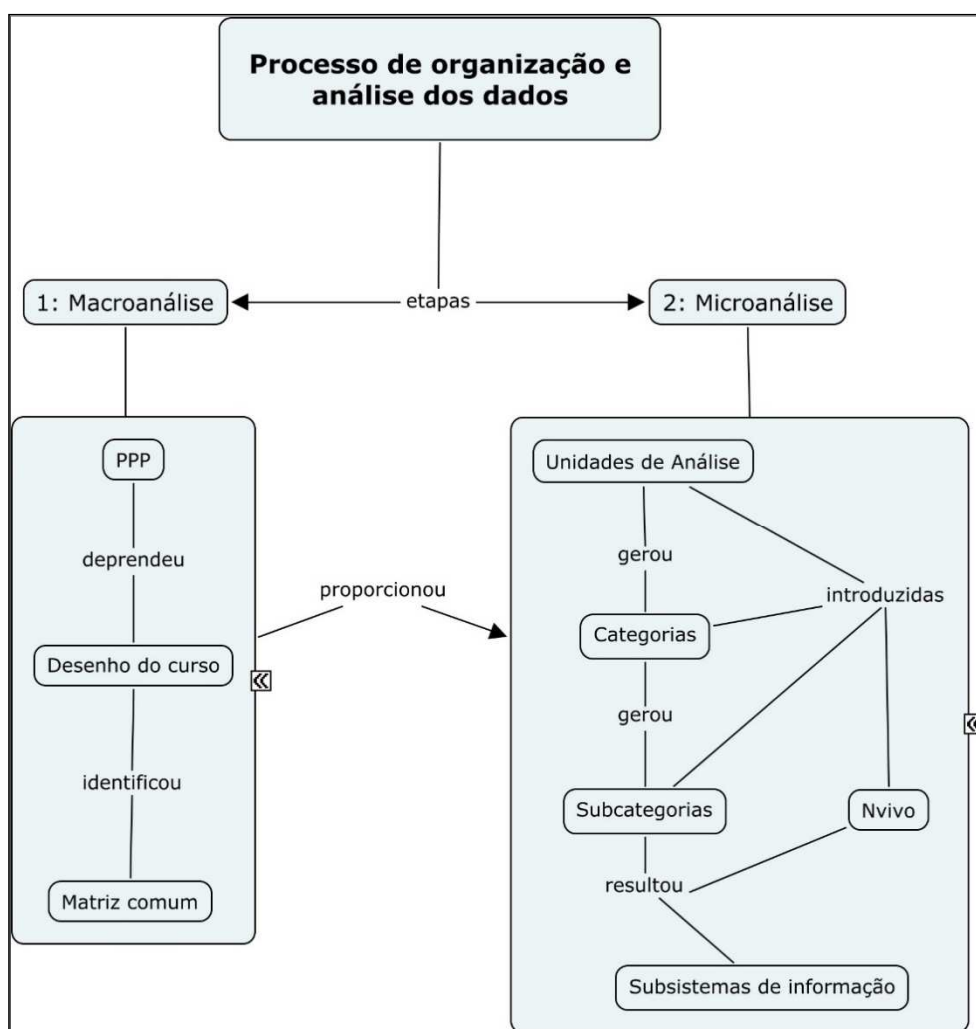 Processo de organização e
análise dos dados
1: Macroanálise
etapas
2: Microanálise
PPP
deprendeu
Desenho do curso
identificou
Matriz comum
proporcionou
Unidades de Análise
gerou
introduzidas
Categorias
gerou
Subcategorias
Nvivo
resultou
Subsistemas de informação